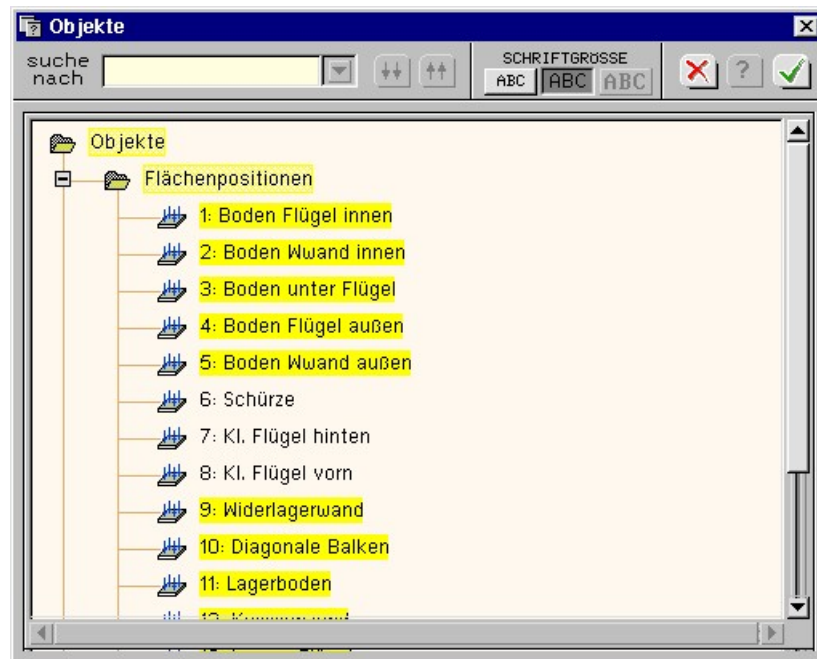 Objekte
suche
nach
SCHRIFTGRÖSSE
ABC ABC ABC
?
Objekte
Flächenpositionen
1: Boden Flügel innen
2: Boden Wwand innen
3: Boden unter Flügel
4: Boden Flügel außen
5: Boden Wwand außen
6: Schürze
7: Kl. Flügel hinten
8: Kl. Flügel vorn
9: Widerlagerwand
10: Diagonale Balken
11: Lagerboden